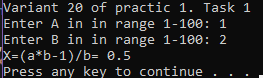 Variant 20 of practic 1. Task 1
Enter A in in range 1-100: 1
Enter B in in range 1-100: 2
X=(a*b-1)/b= 0.5
Press any key to continue . . .